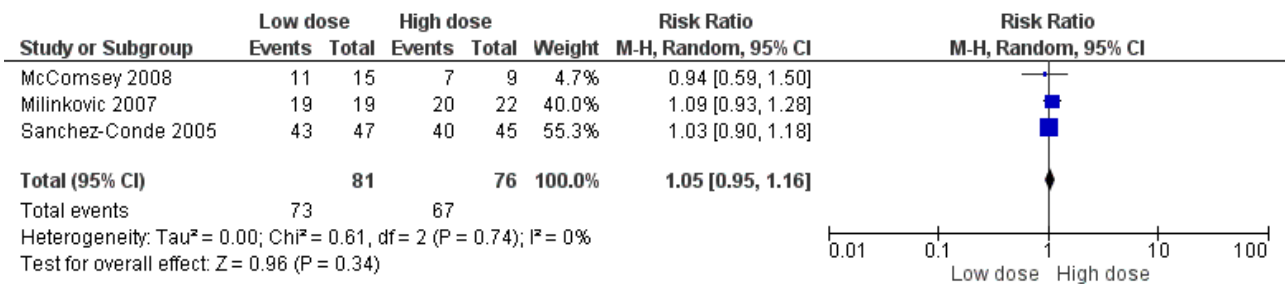 Low dose High dose Risk Ratio Risk Ratio
Study or Subgroup Events Total Events Total Weight M-H, Random, 95% CI M-H, Random, 95% CI
McComsey 2008 11 15 7 9 4.7% 0.94 [0.59, 1.50]
Milinkovic 2007 19 19 20 22 40.0% 1.09 [0.93, 1.28]
Sanchez-Conde 2005 43 47 40 45 55.3% 1.03 [0.90, 1.18]
Total (95% CI) 81 76 100.0% 1.05 [0.95, 1.16]
Total events 73 67
Heterogeneity: Tau² = 0.00; Chi² = 0.61, df = 2 (P = 0.74); I² = 0%
Test for overall effect: Z = 0.96 (P = 0.34)
0.01 0.1 1 10 100
Low dose High dose